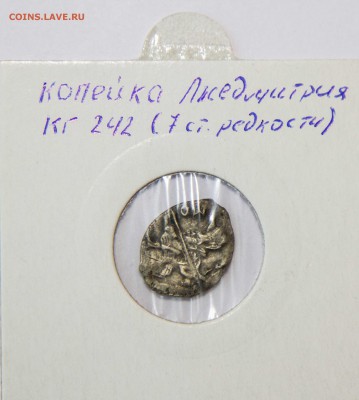 COINS.LAVE.RU
копейка Лжедмитрия
КГ 242 (7 ст. редкости)